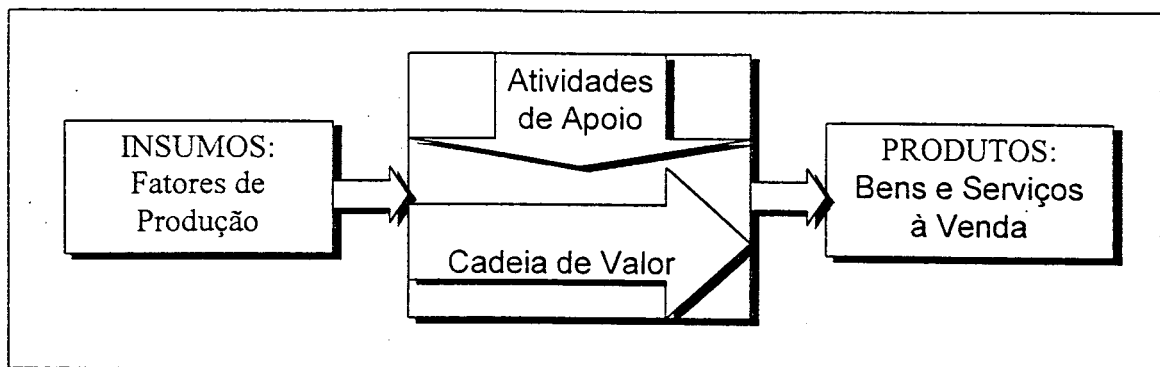 INSUMOS:
Fatores de
Produção
Atividades
de Apoio
Cadeia de Valor
PRODUTOS:
Bens e Serviços
à Venda